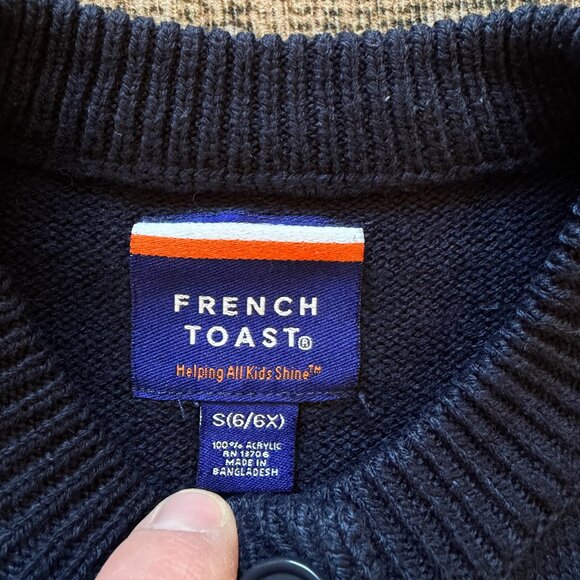 FRENCH
TOAST®
Helping All Kids Shine™
S(6/6X)
100% ACRYLIC
RN 13706
MADE IN
BANGLADESH